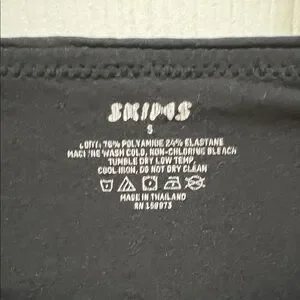 SKIMS
S
76% POLYAMIDE 24% ELASTANE
MACHINE WASH COLD, NON-CHLORINE BLEACH
TUMBLE DRY LOW TEMP,
COOL IRON, DO NOT DRY CLEAN
MADE IN THAILAND
RN 158973